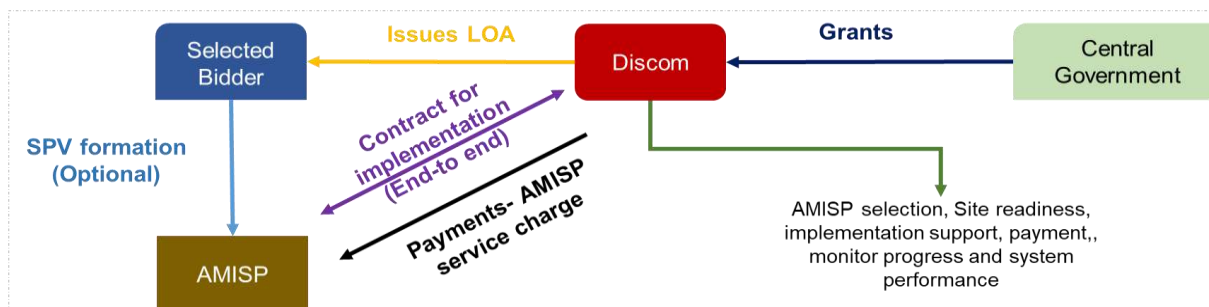 Issues LOA
Grants
Selected
Bidder
Discom
Central
Government
SPV formation
(Optional)
Contract for
implementation
(End-to end)
Payments- AMISP
service charge
AMISP
AMISP selection, Site readiness,
implementation support, payment,,
monitor progress and system
performance